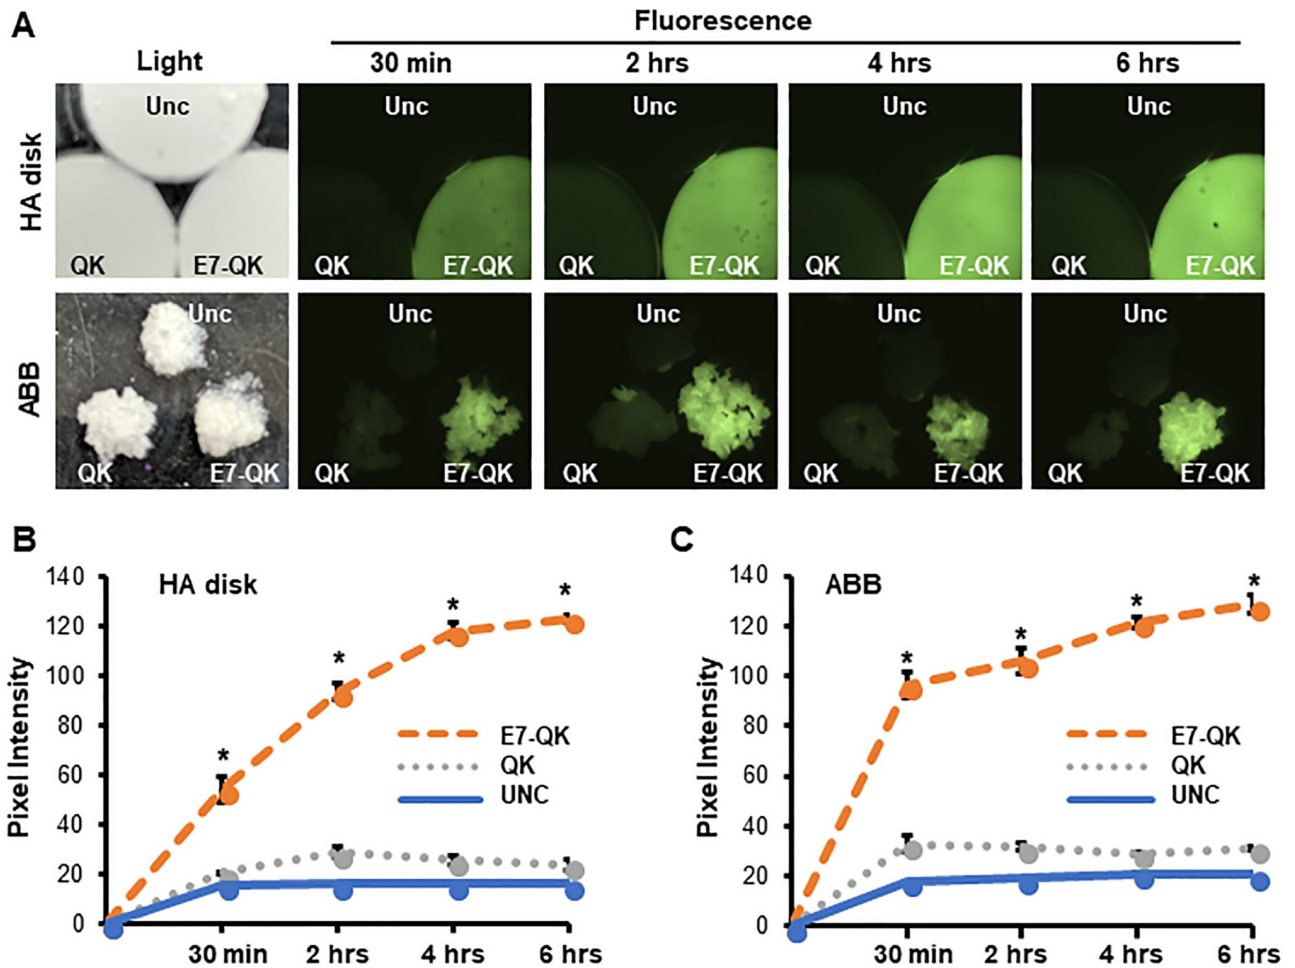 A
Fluorescence
Light 30 min 2 hrs 4 hrs 6 hrs
HA disk
Unc Unc Unc Unc Unc
QK E7-QK QK E7-QK QK E7-QK QK E7-QK QK E7-QK
ABB
Unc Unc Unc Unc Unc
QK E7-QK QK E7-QK QK E7-QK QK E7-QK QK E7-QK
B
HA disk
Pixel Intensity
140
120
100
80
60
40
20
0
* * * *
E7-QK
QK
UNC
30 min 2 hrs 4 hrs 6 hrs
C
ABB
Pixel Intensity
140
120
100
80
60
40
20
0
* * * *
E7-QK
QK
UNC
30 min 2 hrs 4 hrs 6 hrs